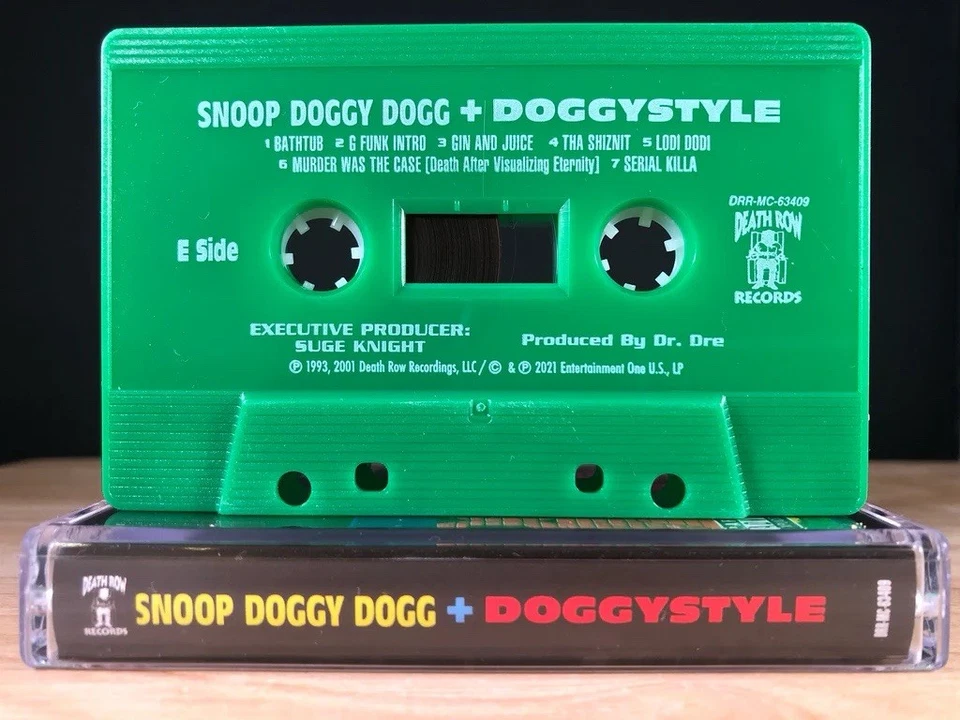 SNOOP DOGGY DOGG + DOGGYSTYLE
1 BATHTUB 2 G FUNK INTRO 3 GIN AND JUICE 4 THA SHIZNIT 5 LODI DODI
6 MURDER WAS THE CASE [Death After Visualizing Eternity] 7 SERIAL KILLA
E Side
DRR-MC-63409
DEATH ROW
RECORDS
EXECUTIVE PRODUCER:
SUGE KNIGHT
Produced By Dr. Dre
℗ 1993, 2001 Death Row Recordings, LLC / © & ℗ 2021 Entertainment One U.S., LP
DEATH ROW
RECORDS
SNOOP DOGGY DOGG + DOGGYSTYLE
DRR-MC-63409